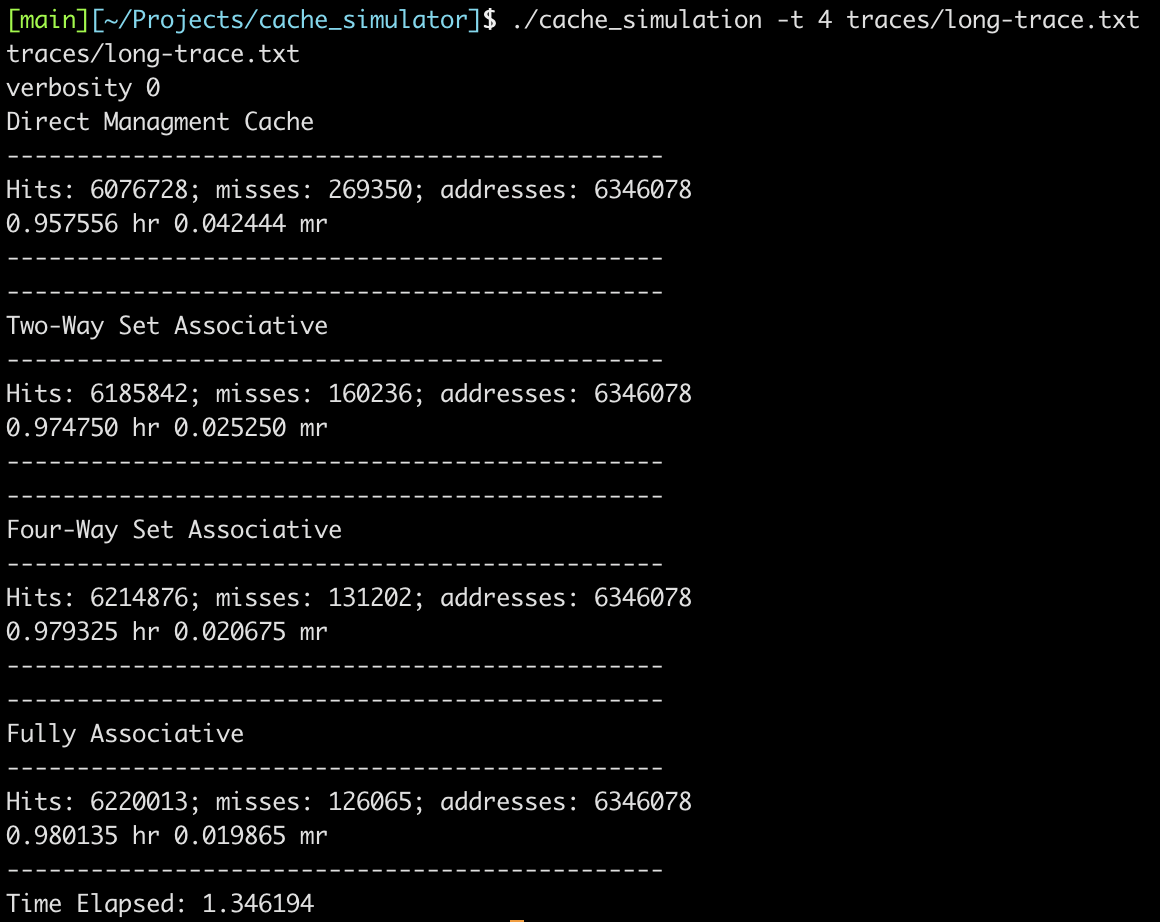 [main][~/Projects/cache_simulator]$ ./cache_simulation -t 4 traces/long-trace.txt
traces/long-trace.txt
verbosity 0
Direct Managment Cache
-----------------------------------------------
Hits: 6076728; misses: 269350; addresses: 6346078
0.957556 hr 0.042444 mr
-----------------------------------------------
-----------------------------------------------
Two-Way Set Associative
-----------------------------------------------
Hits: 6185842; misses: 160236; addresses: 6346078
0.974750 hr 0.025250 mr
-----------------------------------------------
-----------------------------------------------
Four-Way Set Associative
-----------------------------------------------
Hits: 6214876; misses: 131202; addresses: 6346078
0.979325 hr 0.020675 mr
-----------------------------------------------
-----------------------------------------------
Fully Associative
-----------------------------------------------
Hits: 6220013; misses: 126065; addresses: 6346078
0.980135 hr 0.019865 mr
-----------------------------------------------
Time Elapsed: 1.346194